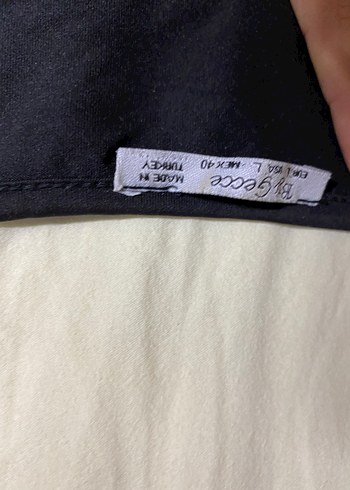 By Gecce
EUR L USA L - MEX 40
MADE IN
TURKEY